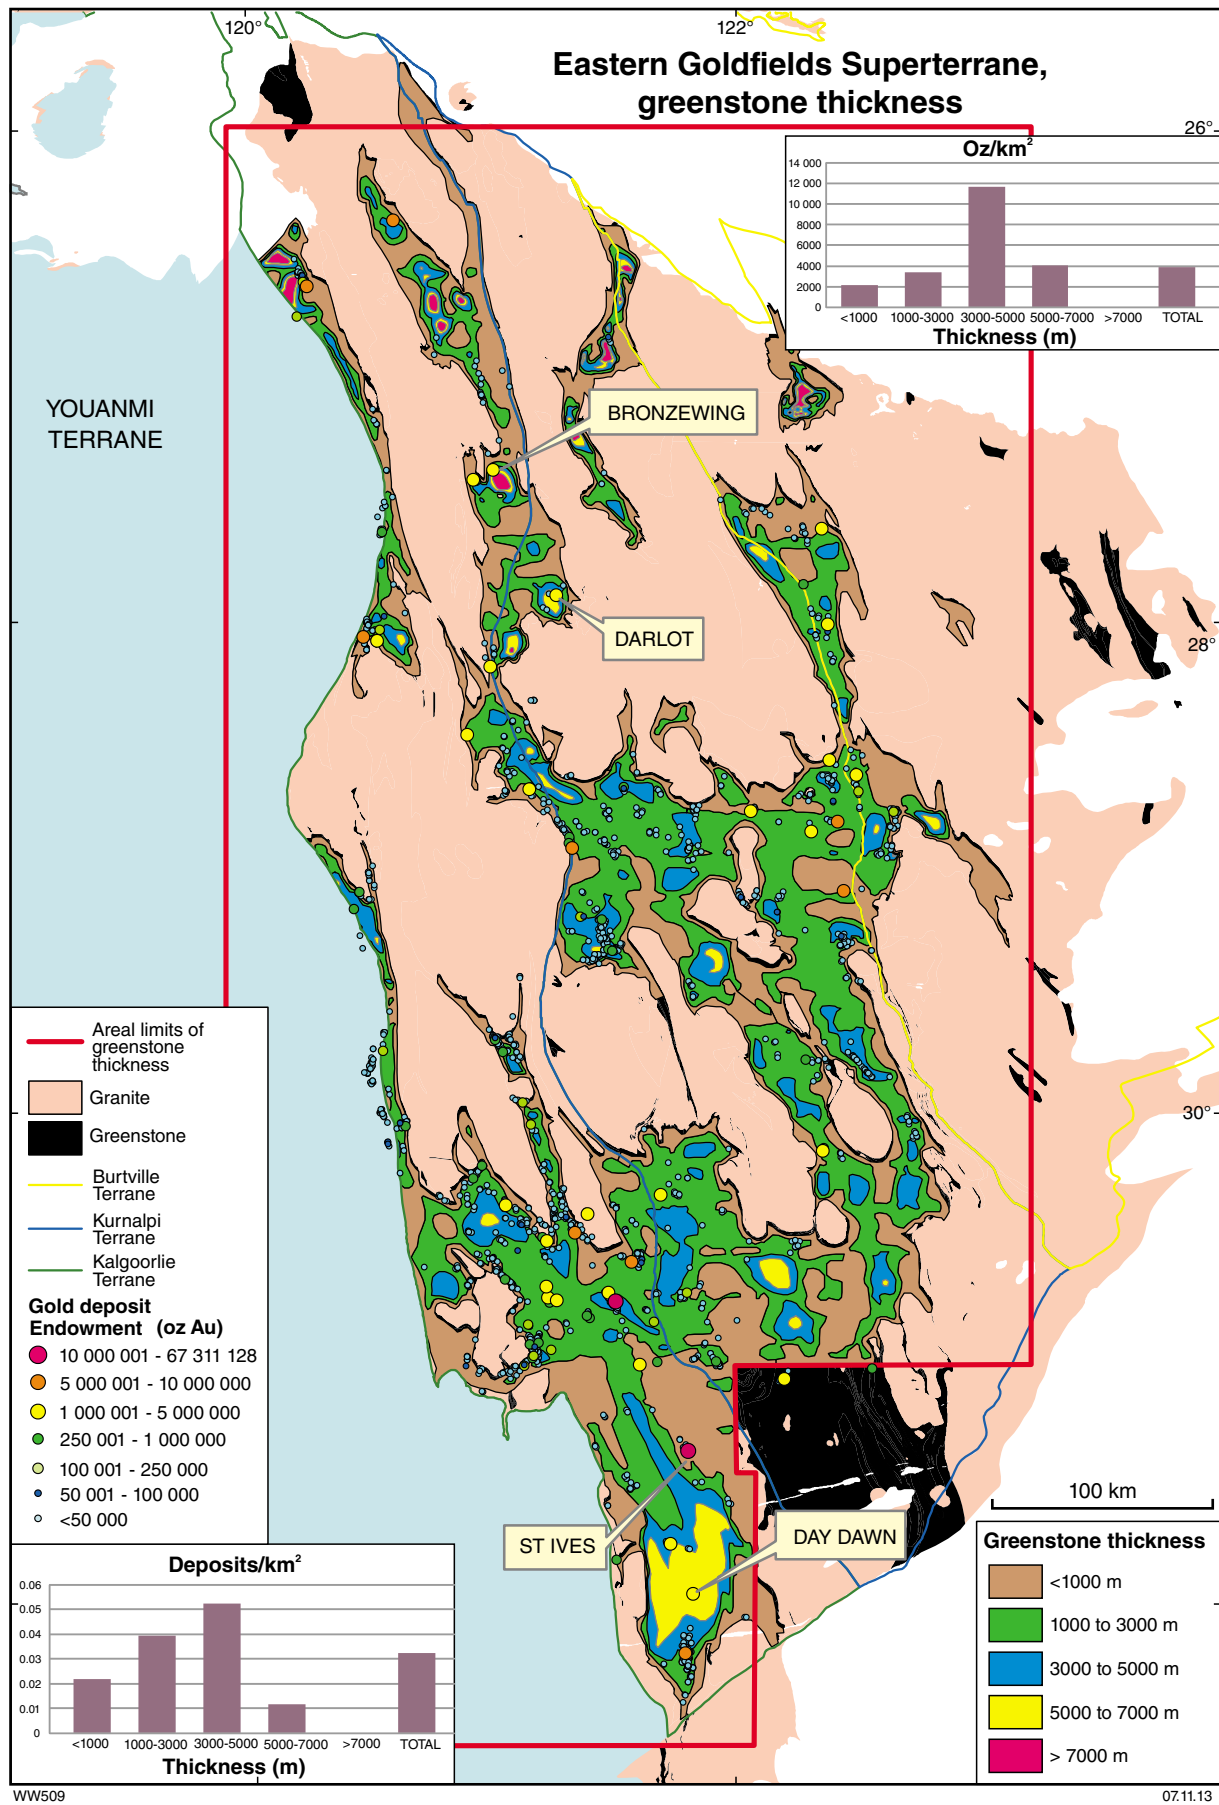 120°
122°
Eastern Goldfields Superterrane,
greenstone thickness
26°
Oz/km²
14 000
12 000
10 000
8000
6000
4000
2000
0
<1000 1000-3000 3000-5000 5000-7000 >7000 TOTAL
Thickness (m)
YOUANMI
TERRANE
BRONZEWING
DARLOT
28°
30°
Areal limits of
greenstone
thickness
Granite
Greenstone
Burtville
Terrane
Kurnalpi
Terrane
Kalgoorlie
Terrane
Gold deposit
Endowment (oz Au)
10 000 001 - 67 311 128
5 000 001 - 10 000 000
1 000 001 - 5 000 000
250 001 - 1 000 000
100 001 - 250 000
50 001 - 100 000
<50 000
ST IVES
DAY DAWN
100 km
Deposits/km²
0.06
0.05
0.04
0.03
0.02
0.01
0
<1000 1000-3000 3000-5000 5000-7000 >7000 TOTAL
Thickness (m)
Greenstone thickness
<1000 m
1000 to 3000 m
3000 to 5000 m
5000 to 7000 m
> 7000 m
WW509
07.11.13